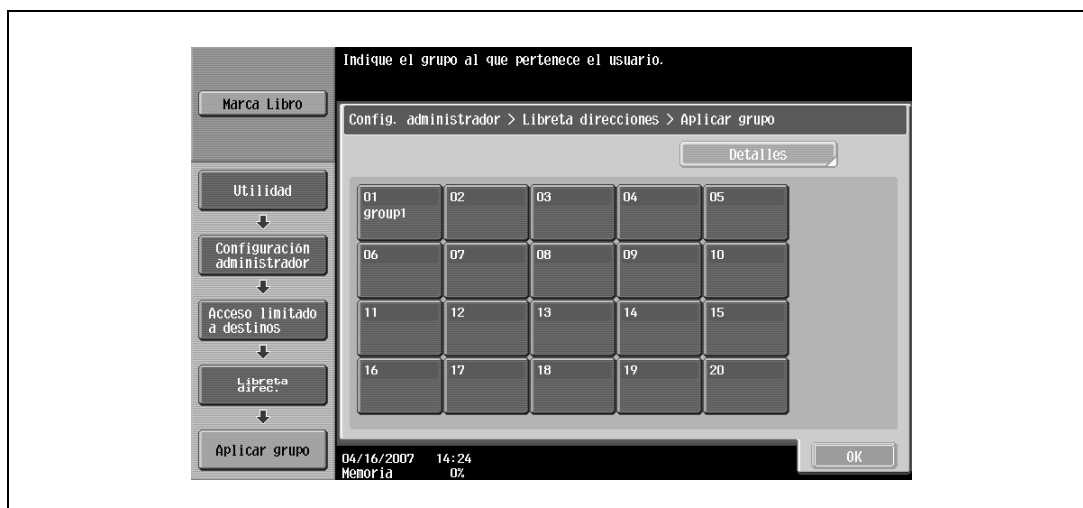 Indique el grupo al que pertenece el usuario.
Marca Libro
Config. administrador > Libreta direcciones > Aplicar grupo
Detalles
Utilidad
Configuración
administrador
Acceso limitado
a destinos
Libreta
direc.
Aplicar grupo
01 02 03 04 05
group1
06 07 08 09 10
11 12 13 14 15
16 17 18 19 20
04/16/2007 14:24
Memoria 0%
OK